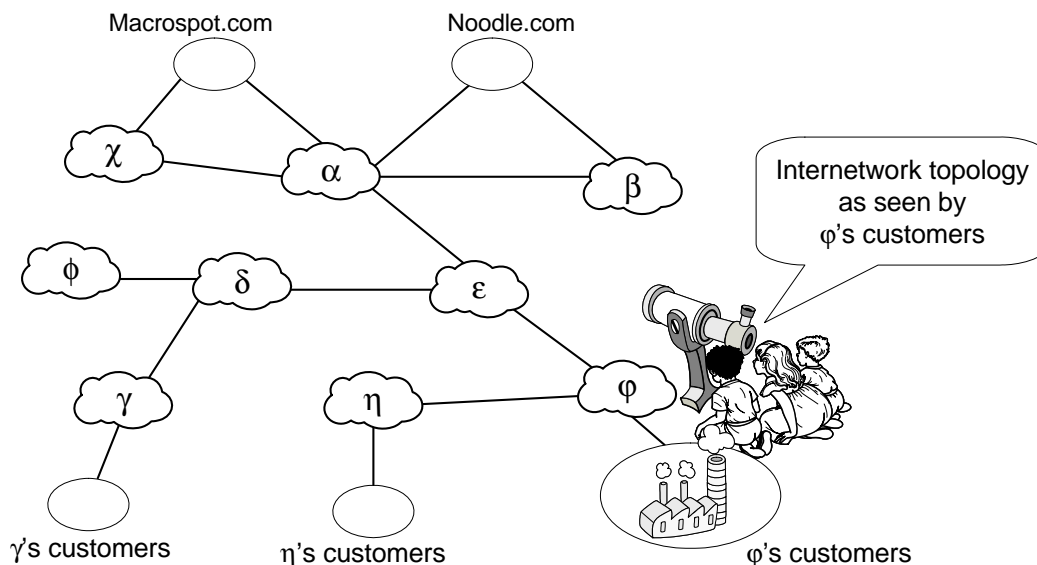 Macrospot.com
Noodle.com
χ
α
β
Internetwork topology
as seen by
φ's customers
ϕ
δ
ε
γ
η
φ
γ's customers
η's customers
φ's customers